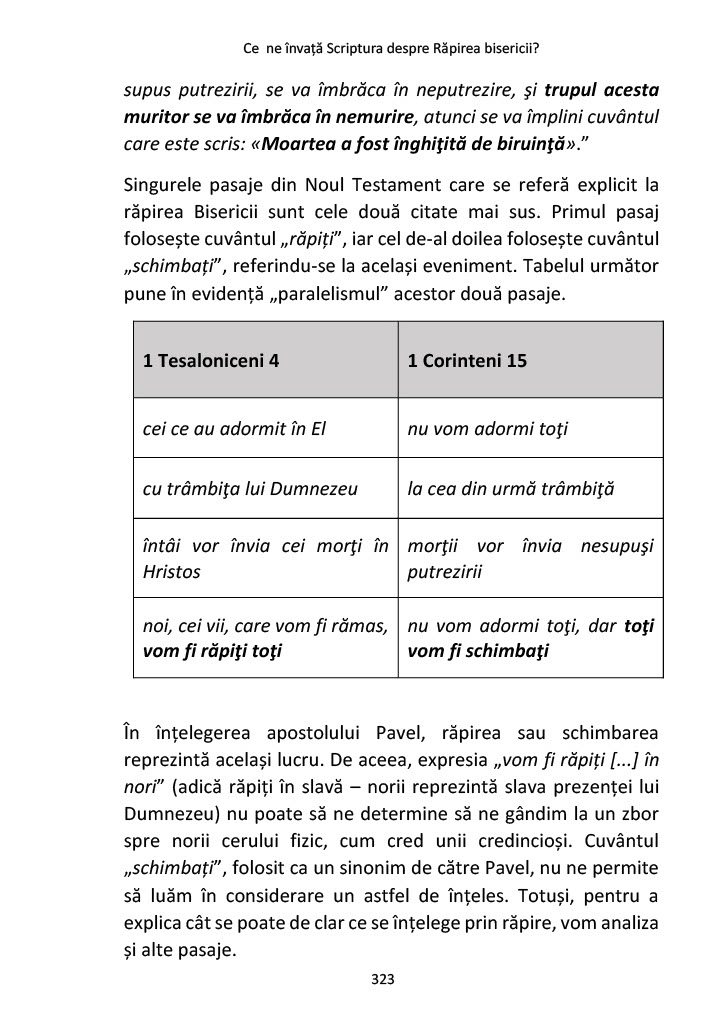 Ce  ne învață Scriptura despre Răpirea bisericii?
supus putrezirii, se va îmbrăca în neputrezire, şi trupul acesta
muritor se va îmbrăca în nemurire, atunci se va împlini cuvântul
care este scris: «Moartea a fost înghiţită de biruinţă».”
Singurele pasaje din Noul Testament care se referă explicit la
răpirea Bisericii sunt cele două citate mai sus. Primul pasaj
folosește cuvântul „răpiți”, iar cel de-al doilea folosește cuvântul
„schimbați”, referindu-se la același eveniment. Tabelul următor
pune în evidență „paralelismul” acestor două pasaje.
1 Tesaloniceni 4
1 Corinteni 15
cei ce au adormit în El
nu vom adormi toţi
cu trâmbiţa lui Dumnezeu
la cea din urmă trâmbiţă
întâi vor învia cei morţi în
Hristos
morţii vor învia nesupuşi
putrezirii
noi, cei vii, care vom fi rămas,
vom fi răpiţi toţi
nu vom adormi toţi, dar toţi
vom fi schimbaţi
În înțelegerea apostolului Pavel, răpirea sau schimbarea
reprezintă același lucru. De aceea, expresia „vom fi răpiți [...] în
nori” (adică răpiți în slavă – norii reprezintă slava prezenței lui
Dumnezeu) nu poate să ne determine să ne gândim la un zbor
spre norii cerului fizic, cum cred unii credincioși. Cuvântul
„schimbați”, folosit ca un sinonim de către Pavel, nu ne permite
să luăm în considerare un astfel de înțeles. Totuși, pentru a
explica cât se poate de clar ce se înțelege prin răpire, vom analiza
și alte pasaje.
323